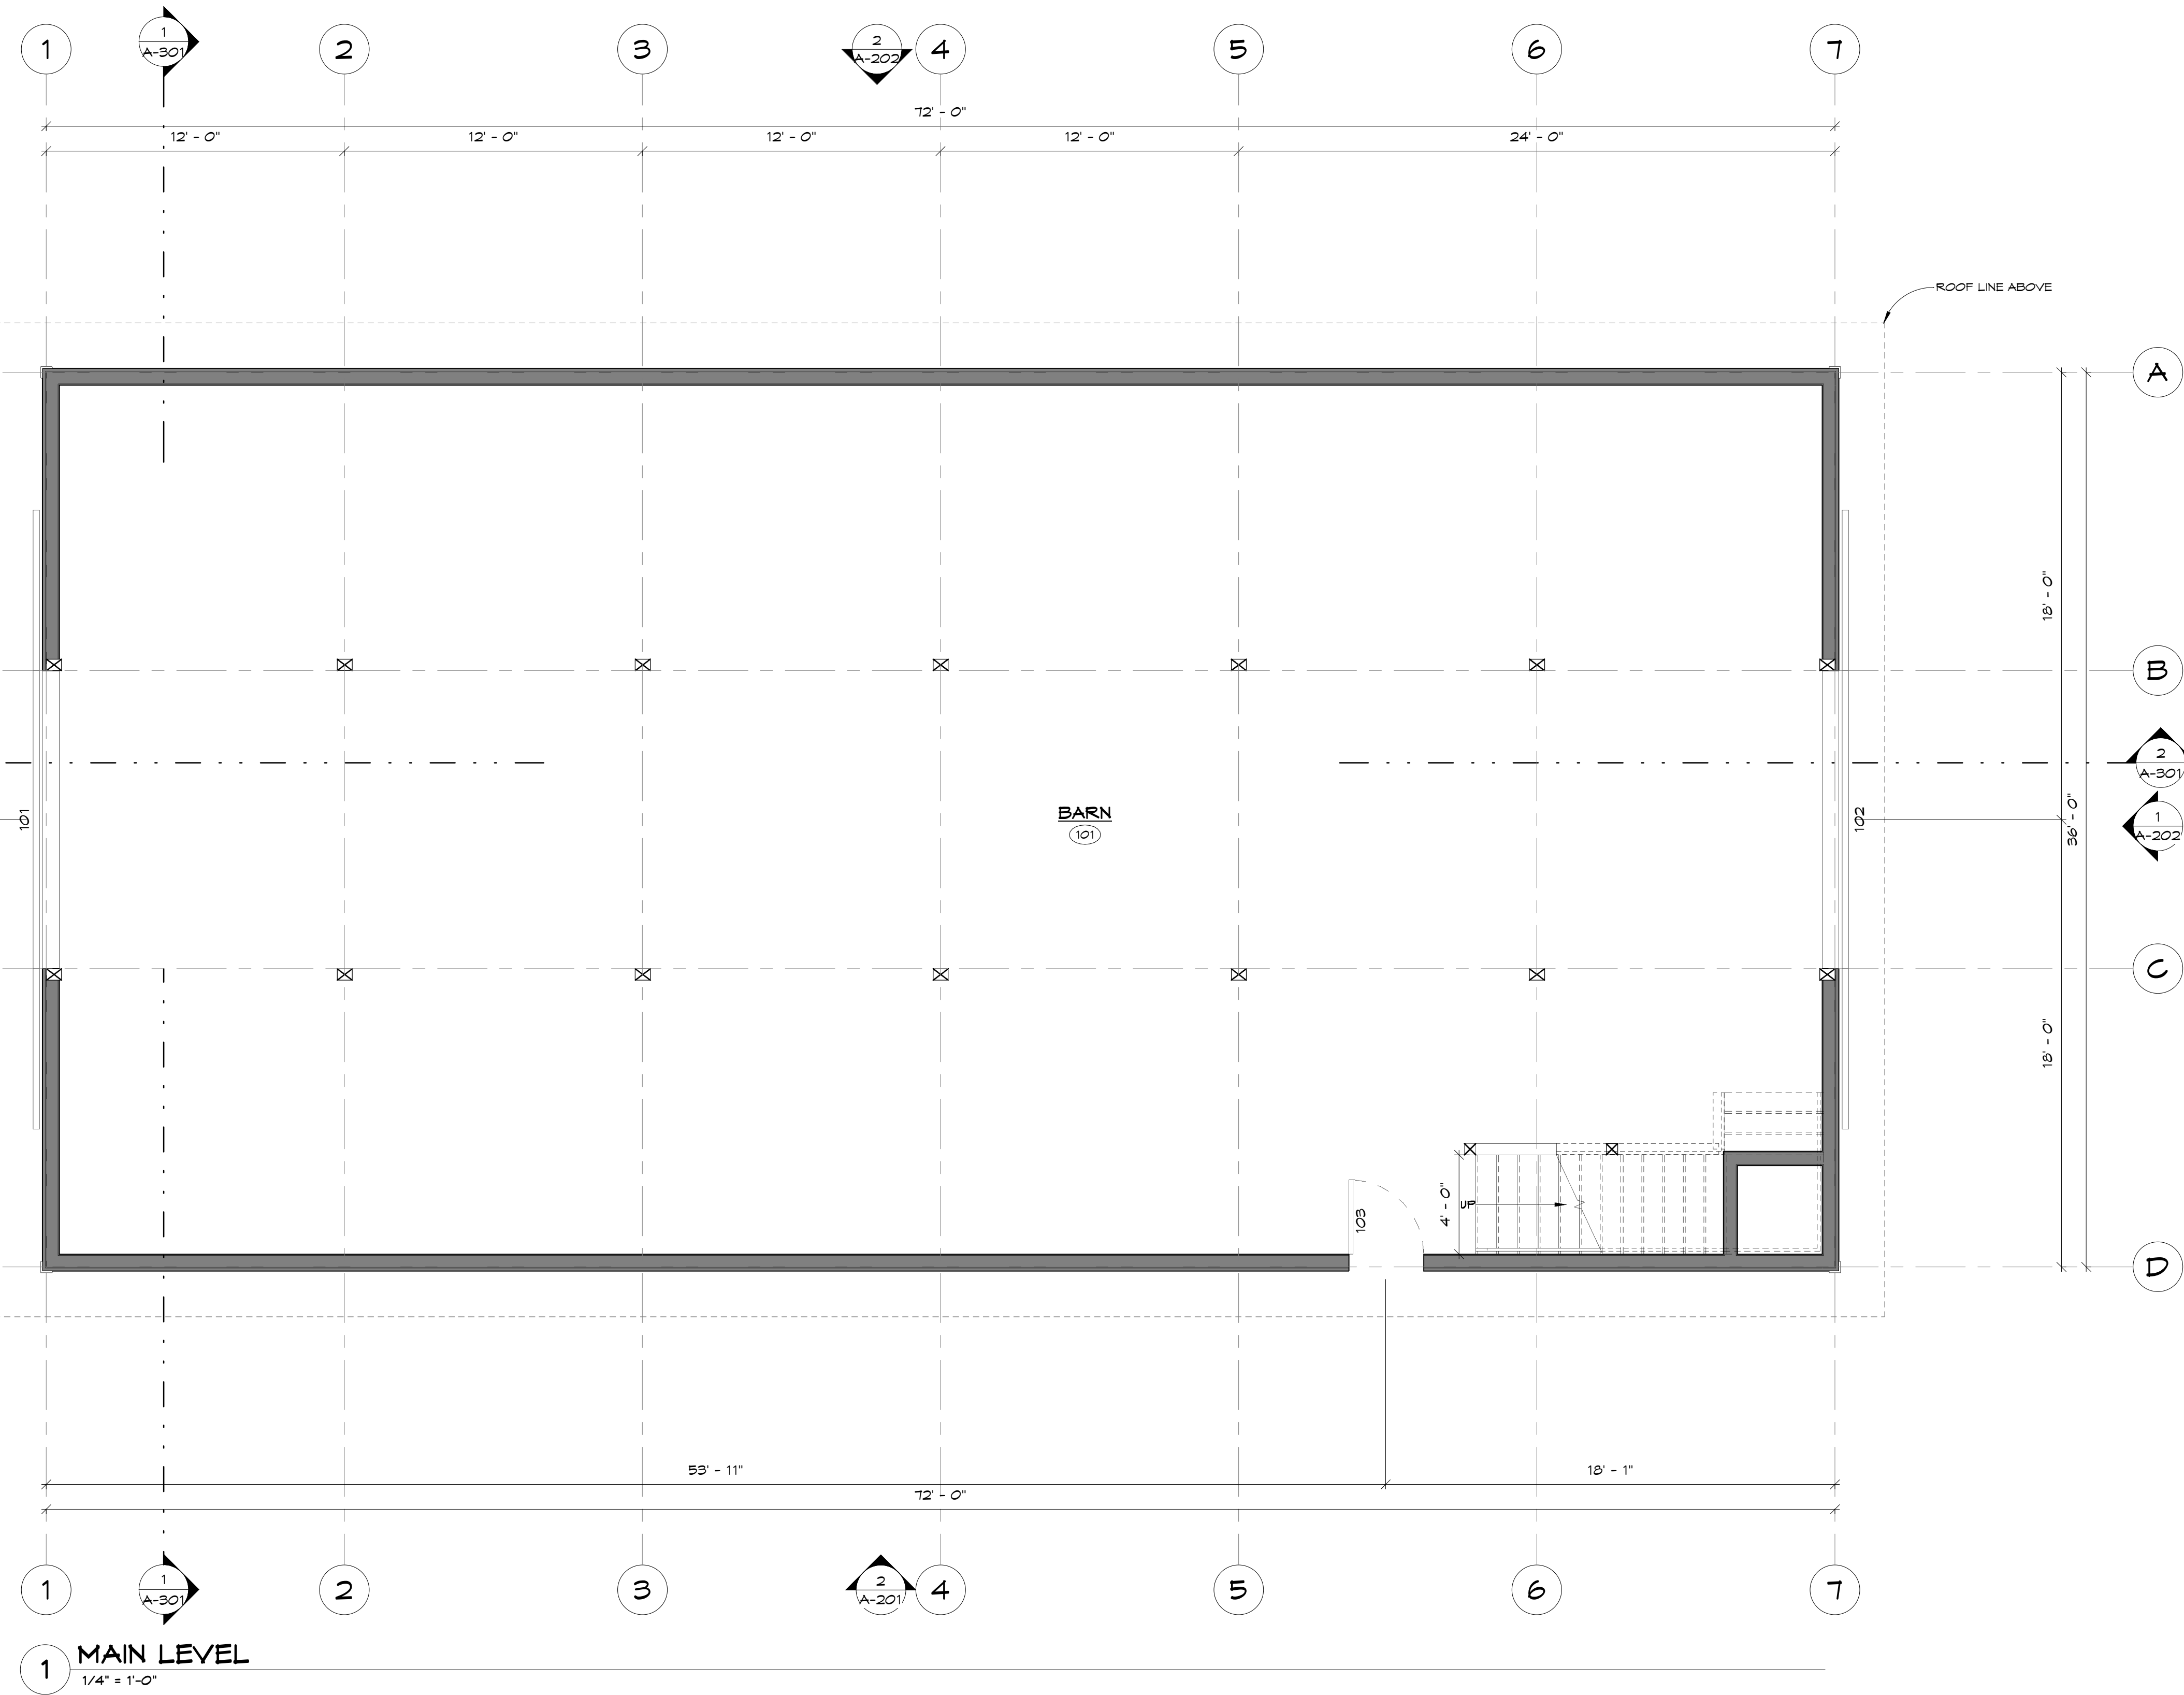 1
1
A-301
2
3
2
A-202
4
5
6
7
72' - 0"
12' - 0"
12' - 0"
12' - 0"
12' - 0"
24' - 0"
ROOF LINE ABOVE
A
18' - 0"
B
2
A-301
101
BARN
101
102
36' - 0"
1
A-202
C
18' - 0"
4' - 0"
UP
103
D
53' - 11"
18' - 1"
72' - 0"
1
1
A-301
2
3
2
A-201
4
5
6
7
1
MAIN LEVEL
1/4" = 1'-0"